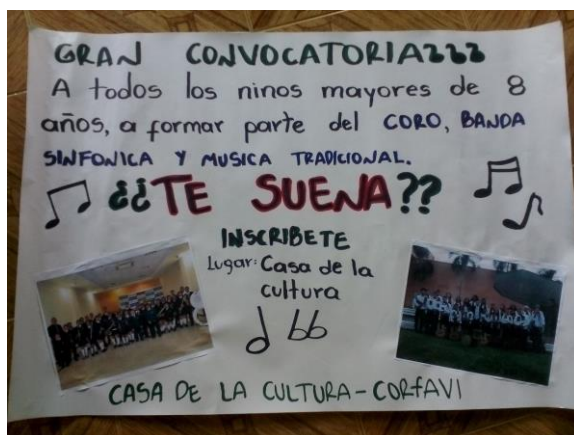 GRAN CONVOCATORIA
A todos los ninos mayores de 8
años, a formar parte del CORO, BANDA
SINFONICA Y MUSICA TRADICIONAL.
¿¿TE SUENA??
INSCRIBETE
Lugar: Casa de la
cultura
CASA DE LA CULTURA - CORFAVI